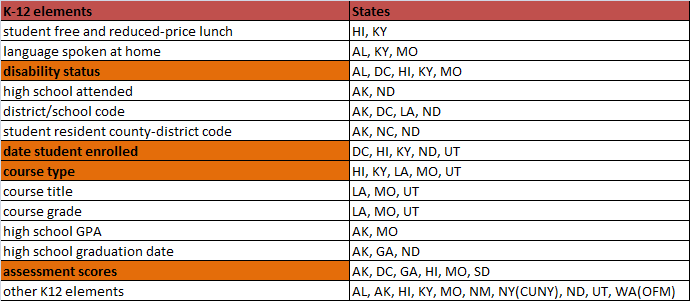 K-12 elements States
student free and reduced-price lunch HI, KY
language spoken at home AL, KY, MO
disability status AL, DC, HI, KY, MO
high school attended AK, ND
district/school code AK, DC, LA, ND
student resident county-district code AK, NC, ND
date student enrolled DC, HI, KY, ND, UT
course type HI, KY, LA, MO, UT
course title LA, MO, UT
course grade LA, MO, UT
high school GPA AK, MO
high school graduation date AK, GA, ND
assessment scores AK, DC, GA, HI, MO, SD
other K12 elements AL, AK, HI, KY, MO, NM, NY(CUNY), ND, UT, WA(OFM)